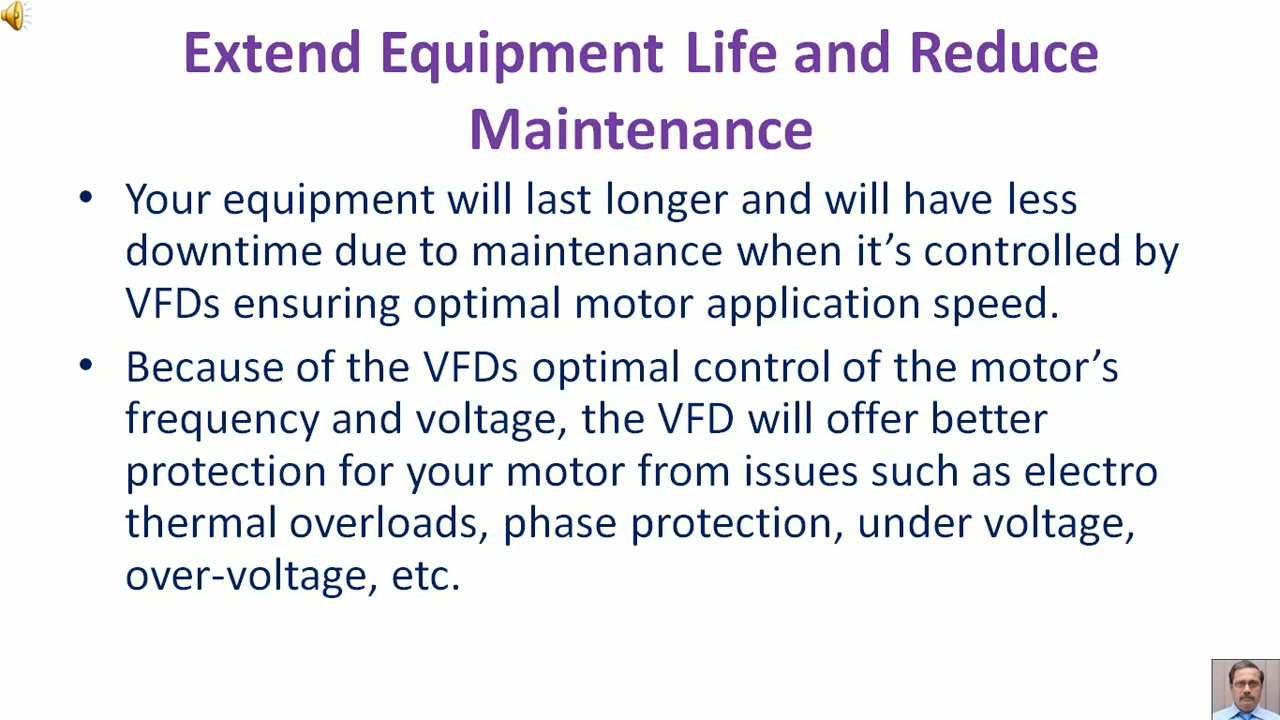 Extend Equipment Life and Reduce
Maintenance
• Your equipment will last longer and will have less
downtime due to maintenance when it’s controlled by
VFDs ensuring optimal motor application speed.
• Because of the VFDs optimal control of the motor’s
frequency and voltage, the VFD will offer better
protection for your motor from issues such as electro
thermal overloads, phase protection, under voltage,
over-voltage, etc.